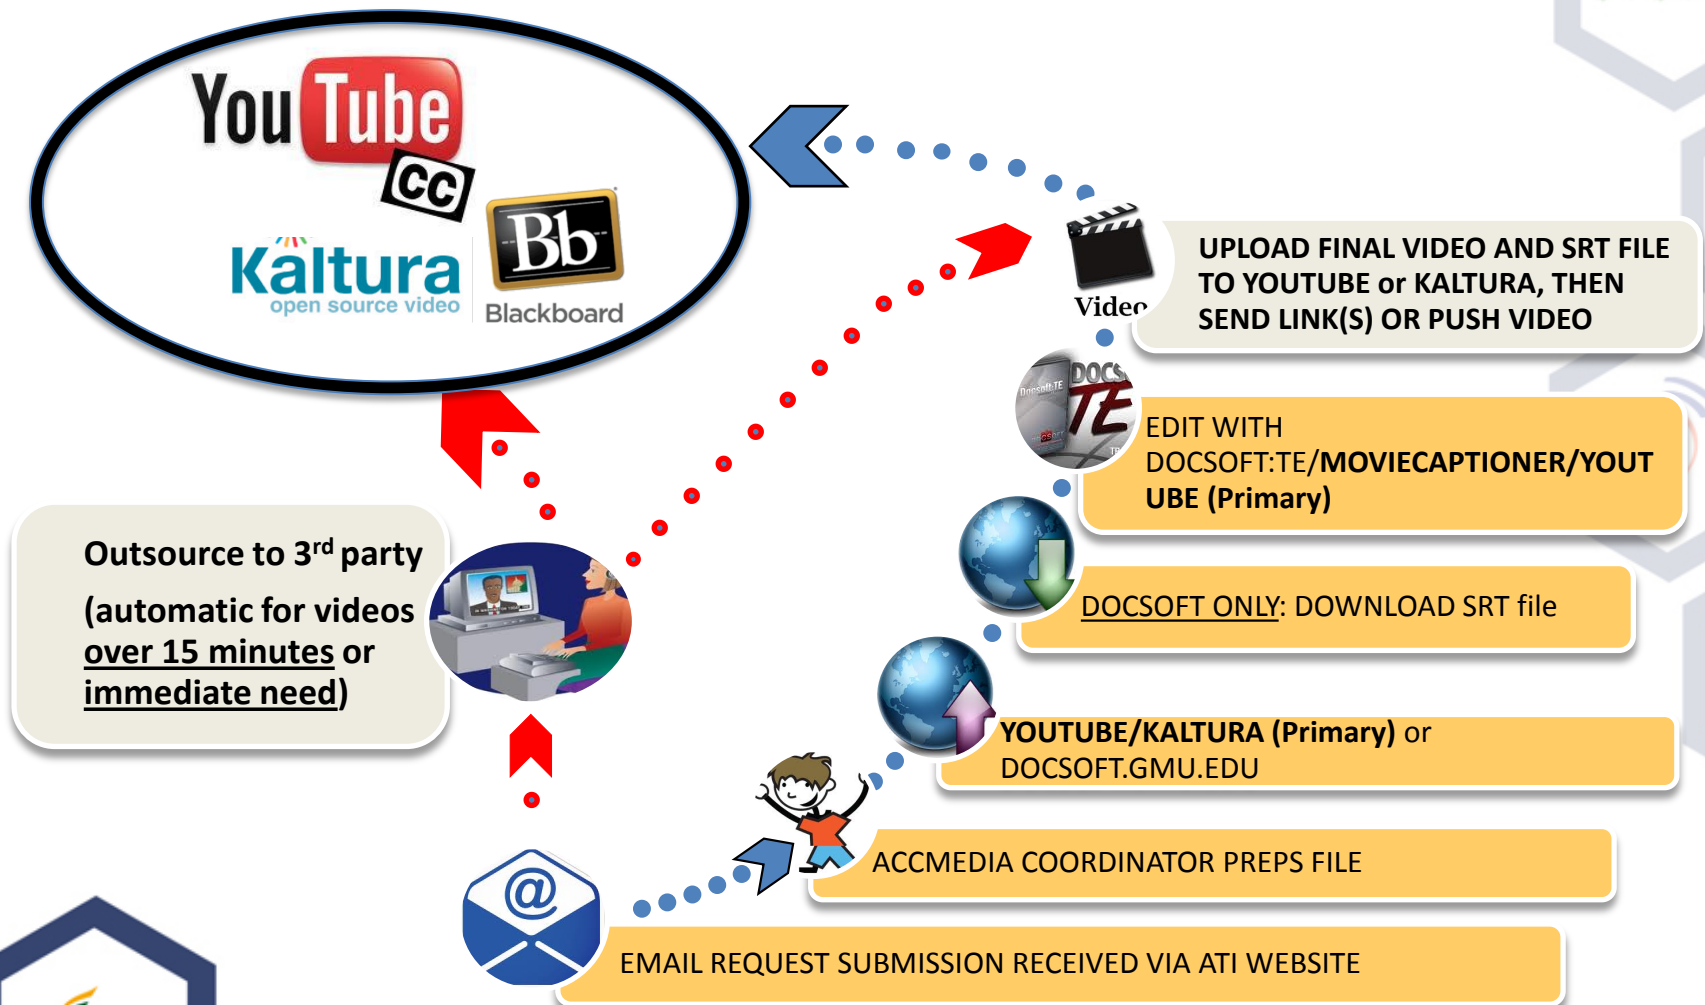 You Tube
CC
Kaltura
open source video
Bb
Blackboard
Video
UPLOAD FINAL VIDEO AND SRT FILE
TO YOUTUBE or KALTURA, THEN
SEND LINK(S) OR PUSH VIDEO
Docsoft:TE
TE
EDIT WITH
DOCSOFT:TE/MOVIECAPTIONER/YOUT
UBE (Primary)
DOCSOFT ONLY: DOWNLOAD SRT file
YOUTUBE/KALTURA (Primary) or
DOCSOFT.GMU.EDU
ACCMEDIA COORDINATOR PREPS FILE
@
EMAIL REQUEST SUBMISSION RECEIVED VIA ATI WEBSITE
Outsource to 3rd party
(automatic for videos
over 15 minutes or
immediate need)